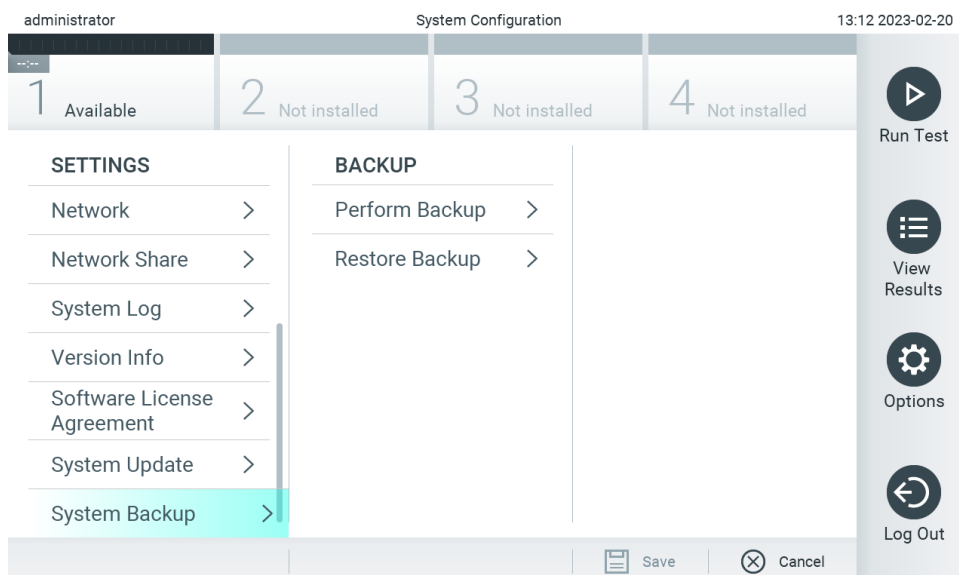 administrator
System Configuration
13:12 2023-02-20
--:--
1 Available
2 Not installed
3 Not installed
4 Not installed
Run Test
SETTINGS
Network
Network Share
System Log
Version Info
Software License
Agreement
System Update
System Backup
BACKUP
Perform Backup
Restore Backup
View
Results
Options
Log Out
Save
Cancel